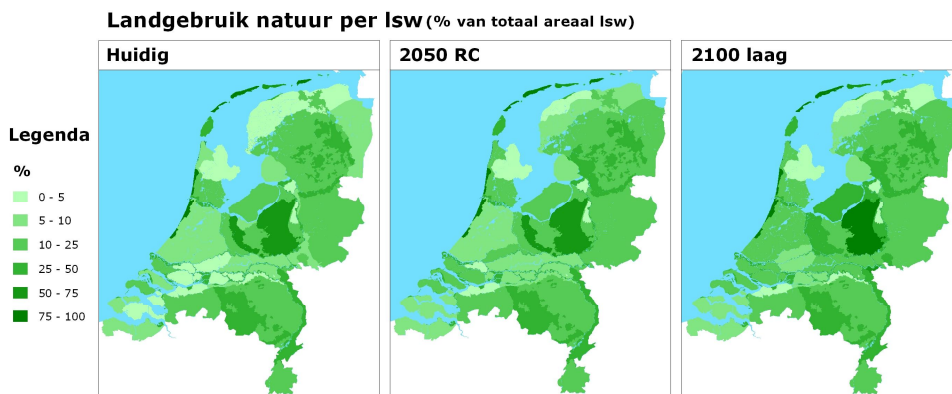 Landgebruik natuur per lsw (% van totaal areaal lsw)
Huidig
2050 RC
2100 laag
Legenda
%
0 - 5
5 - 10
10 - 25
25 - 50
50 - 75
75 - 100